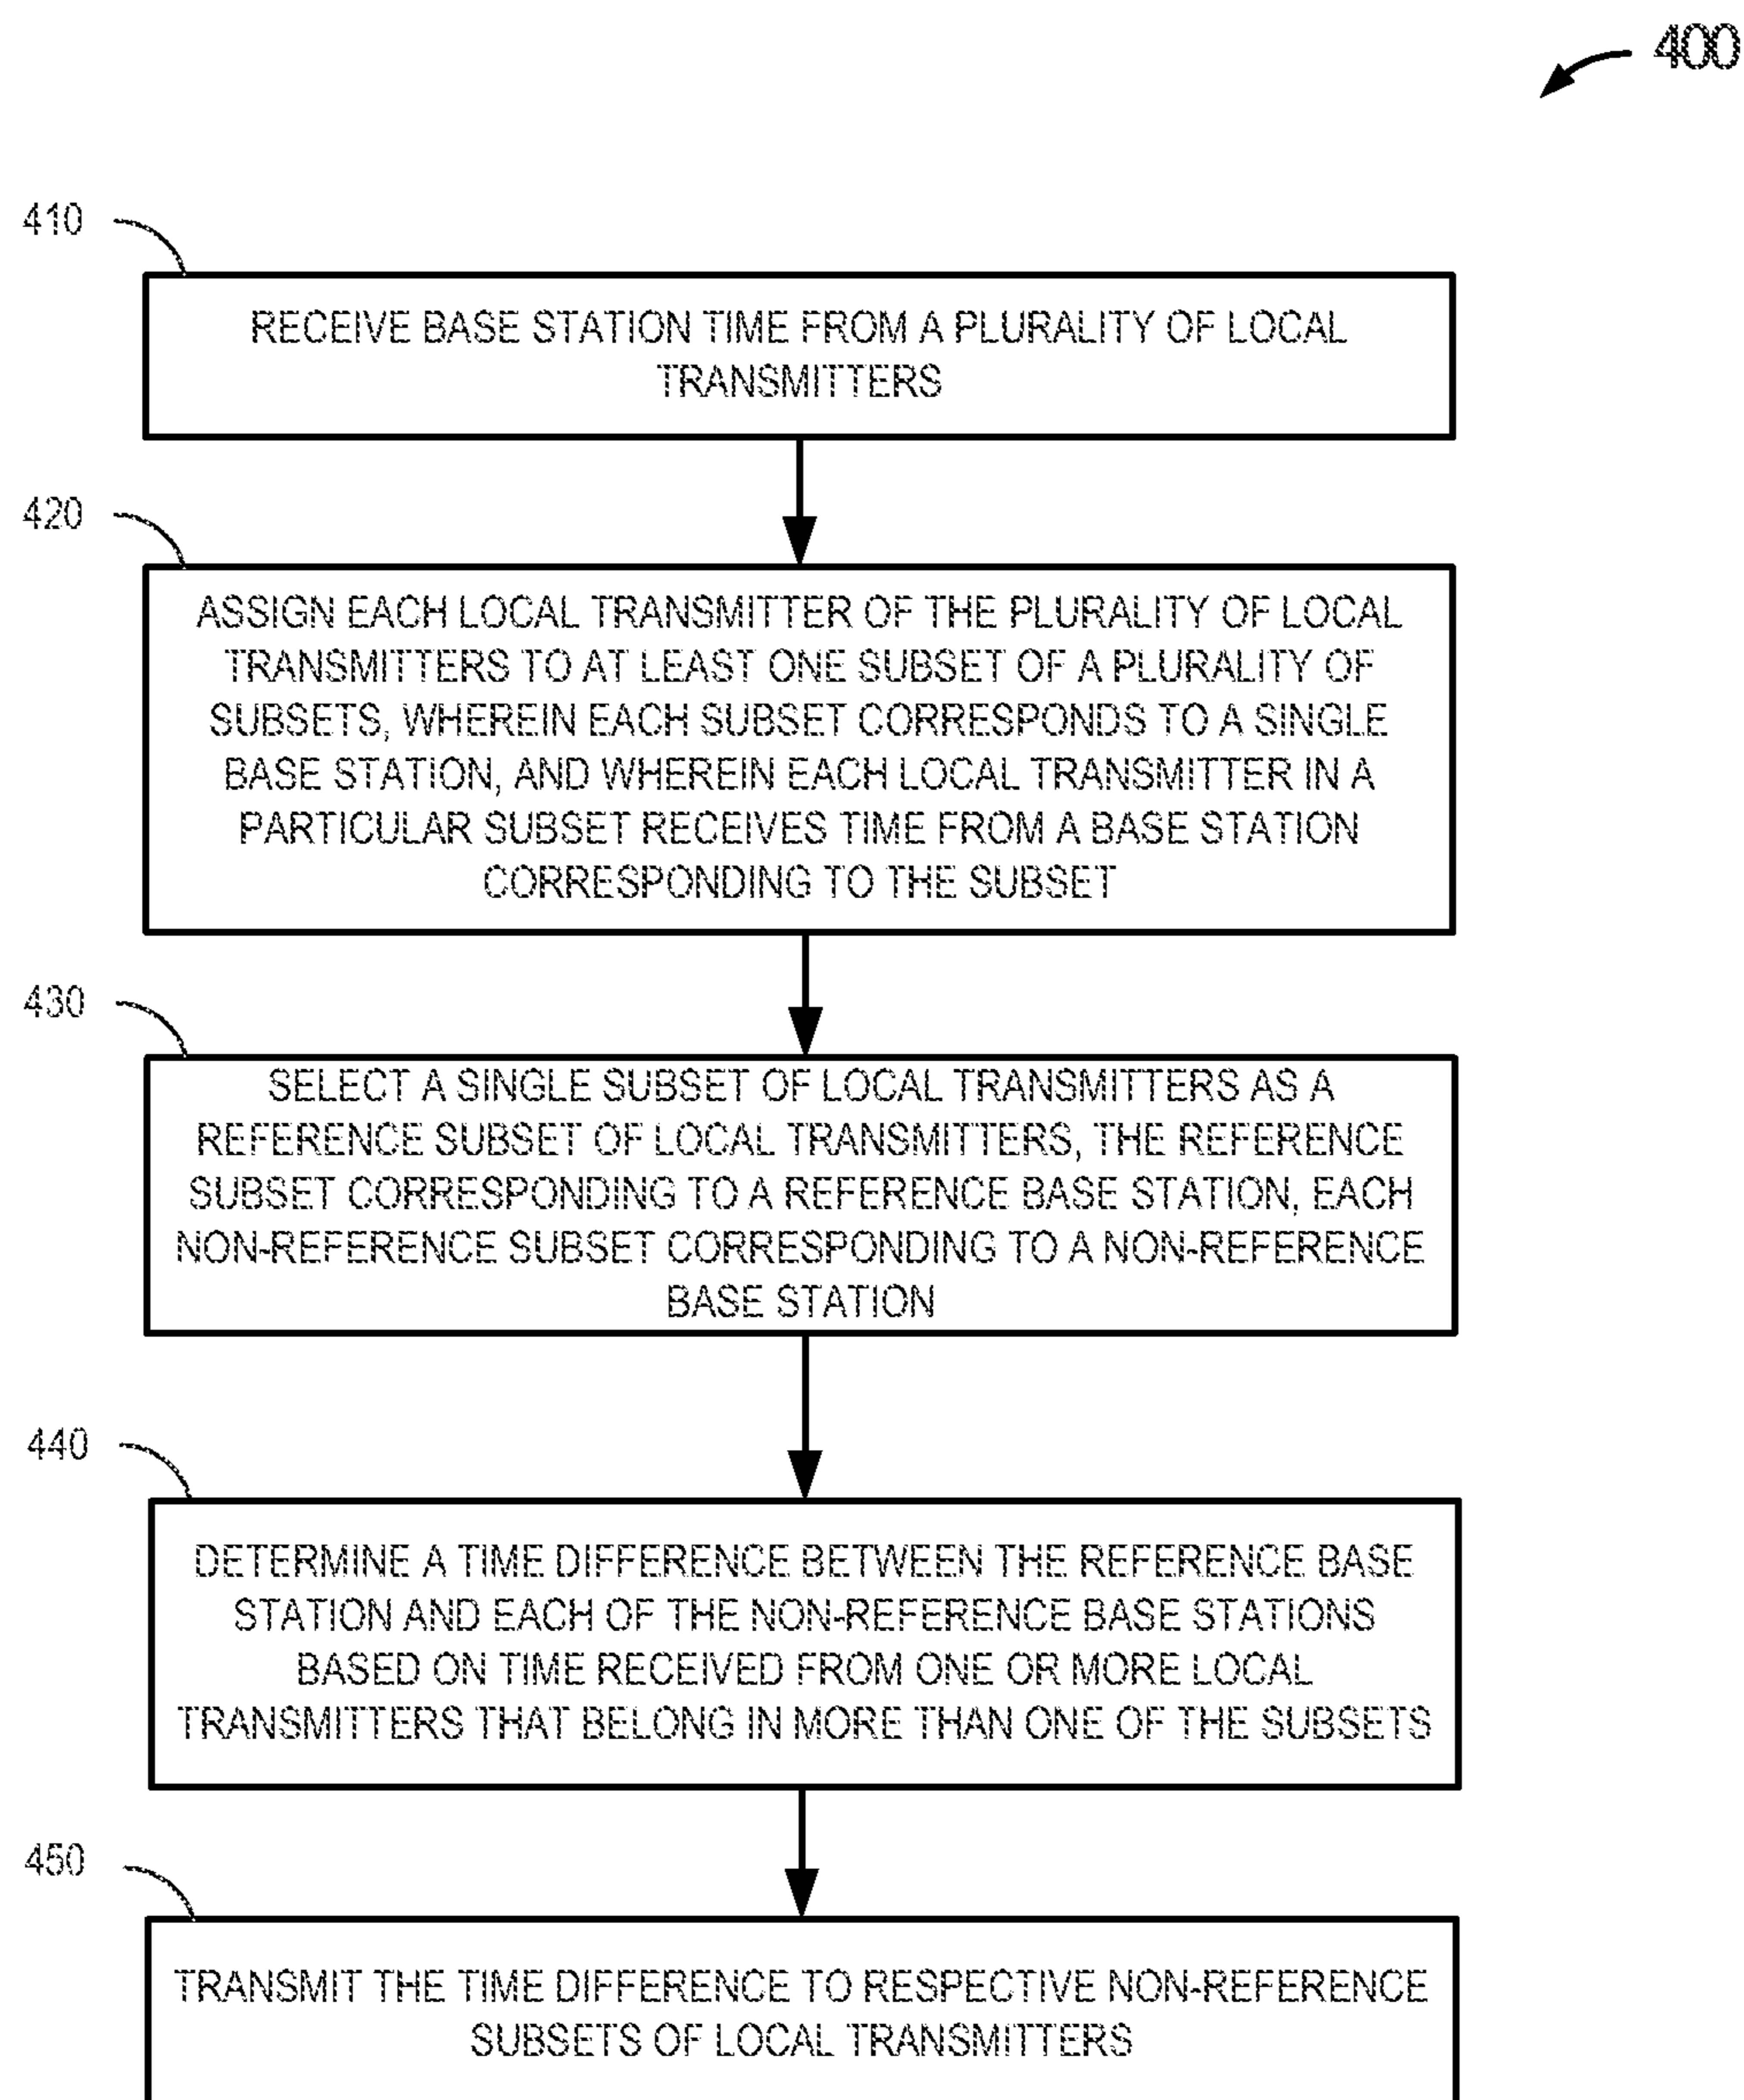 400
410
RECEIVE BASE STATION TIME FROM A PLURALITY OF LOCAL
TRANSMITTERS
420
ASSIGN EACH LOCAL TRANSMITTER OF THE PLURALITY OF LOCAL
TRANSMITTERS TO AT LEAST ONE SUBSET OF A PLURALITY OF
SUBSETS, WHEREIN EACH SUBSET CORRESPONDS TO A SINGLE
BASE STATION, AND WHEREIN EACH LOCAL TRANSMITTER IN A
PARTICULAR SUBSET RECEIVES TIME FROM A BASE STATION
CORRESPONDING TO THE SUBSET
430
SELECT A SINGLE SUBSET OF LOCAL TRANSMITTERS AS A
REFERENCE SUBSET OF LOCAL TRANSMITTERS, THE REFERENCE
SUBSET CORRESPONDING TO A REFERENCE BASE STATION, EACH
NON-REFERENCE SUBSET CORRESPONDING TO A NON-REFERENCE
BASE STATION
440
DETERMINE A TIME DIFFERENCE BETWEEN THE REFERENCE BASE
STATION AND EACH OF THE NON-REFERENCE BASE STATIONS
BASED ON TIME RECEIVED FROM ONE OR MORE LOCAL
TRANSMITTERS THAT BELONG IN MORE THAN ONE OF THE SUBSETS
450
TRANSMIT THE TIME DIFFERENCE TO RESPECTIVE NON-REFERENCE
SUBSETS OF LOCAL TRANSMITTERS